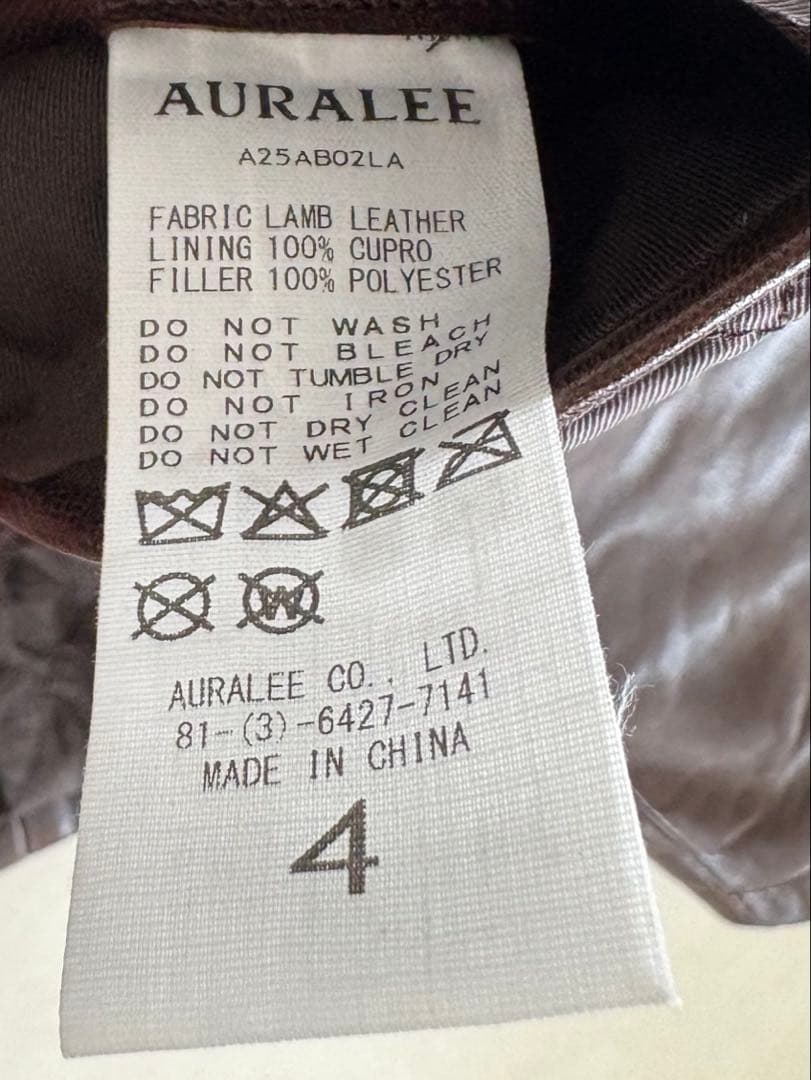 AURALEE
A25AB02LA
FABRIC LAMB LEATHER
LINING 100% CUPRO
FILLER 100% POLYESTER
DO NOT WASH
DO NOT BLEACH
DO NOT TUMBLE DRY
DO NOT IRON
DO NOT DRY CLEAN
DO NOT WET CLEAN
W
AURALEE CO., LTD.
81-(3)-6427-7141
MADE IN CHINA
4